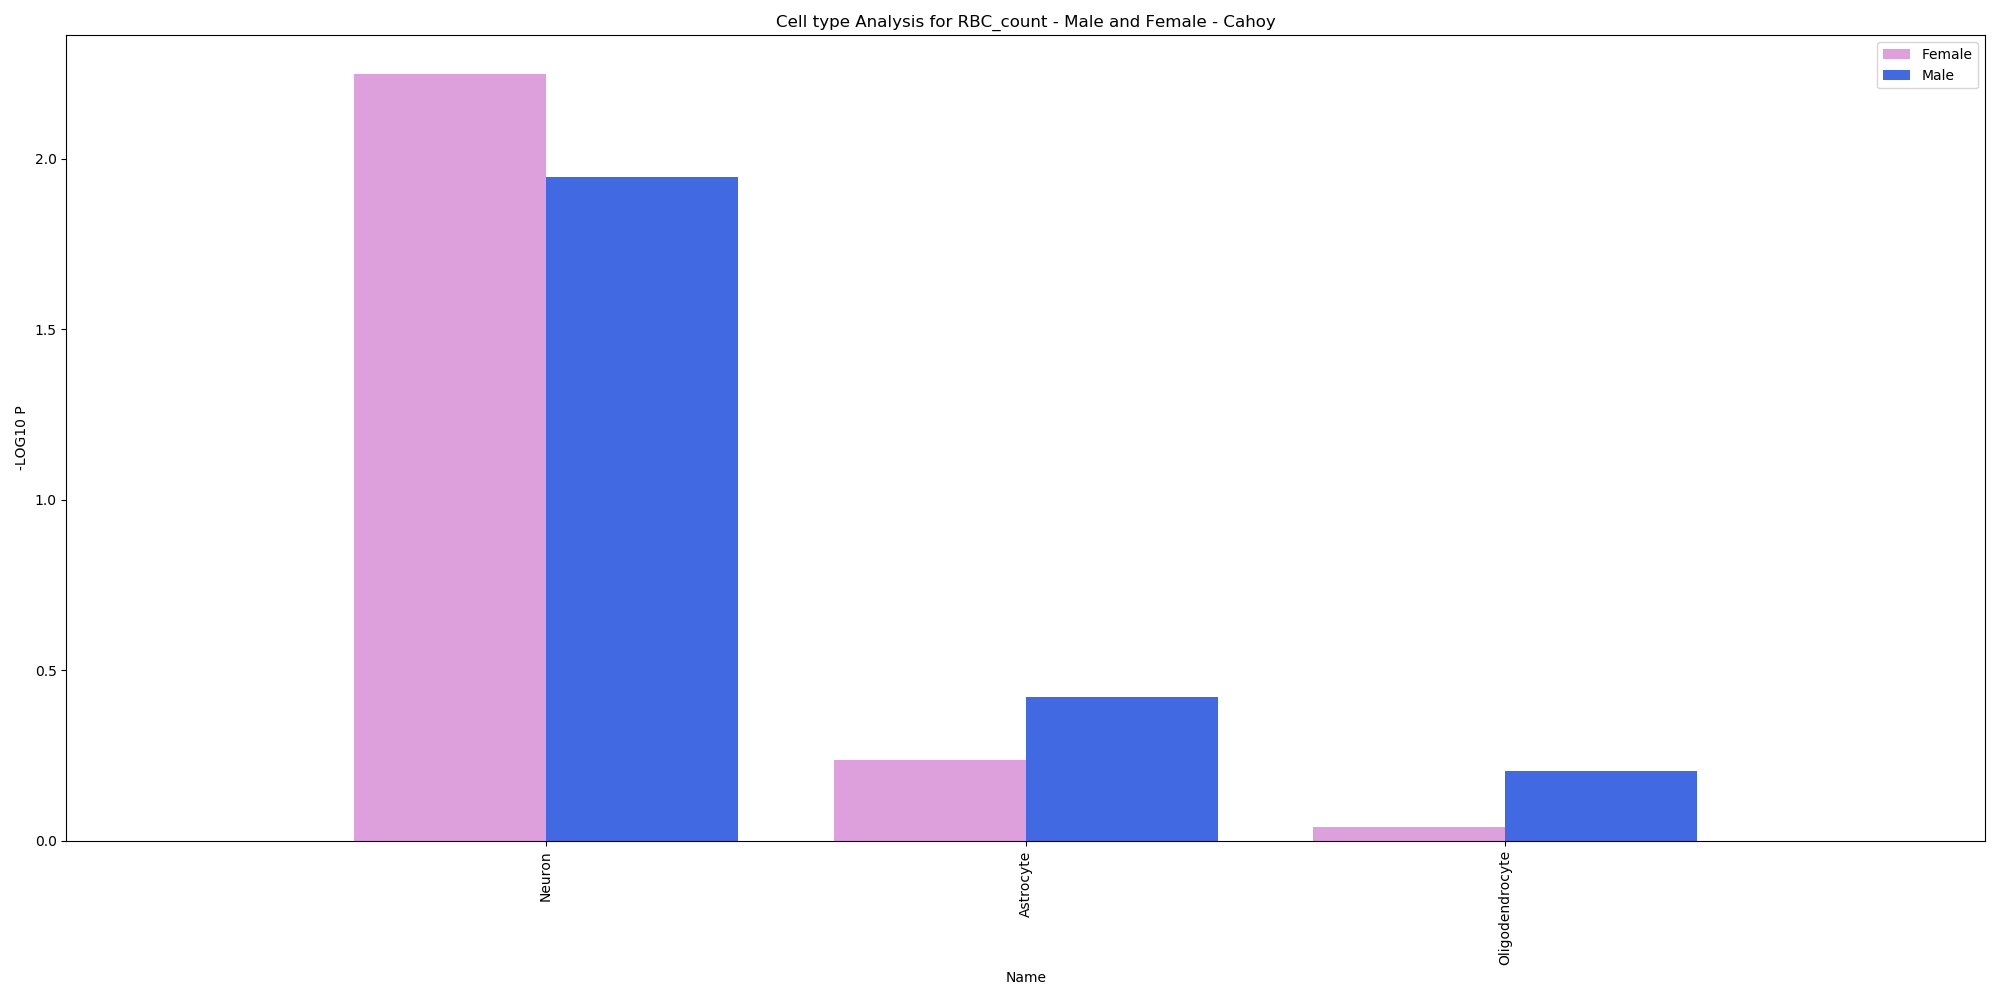 Cell type Analysis for RBC_count - Male and Female - Cahoy
Female
Male
-LOG10 P
2.0
1.5
1.0
0.5
0.0
Neuron
Astrocyte
Oligodendrocyte
Name